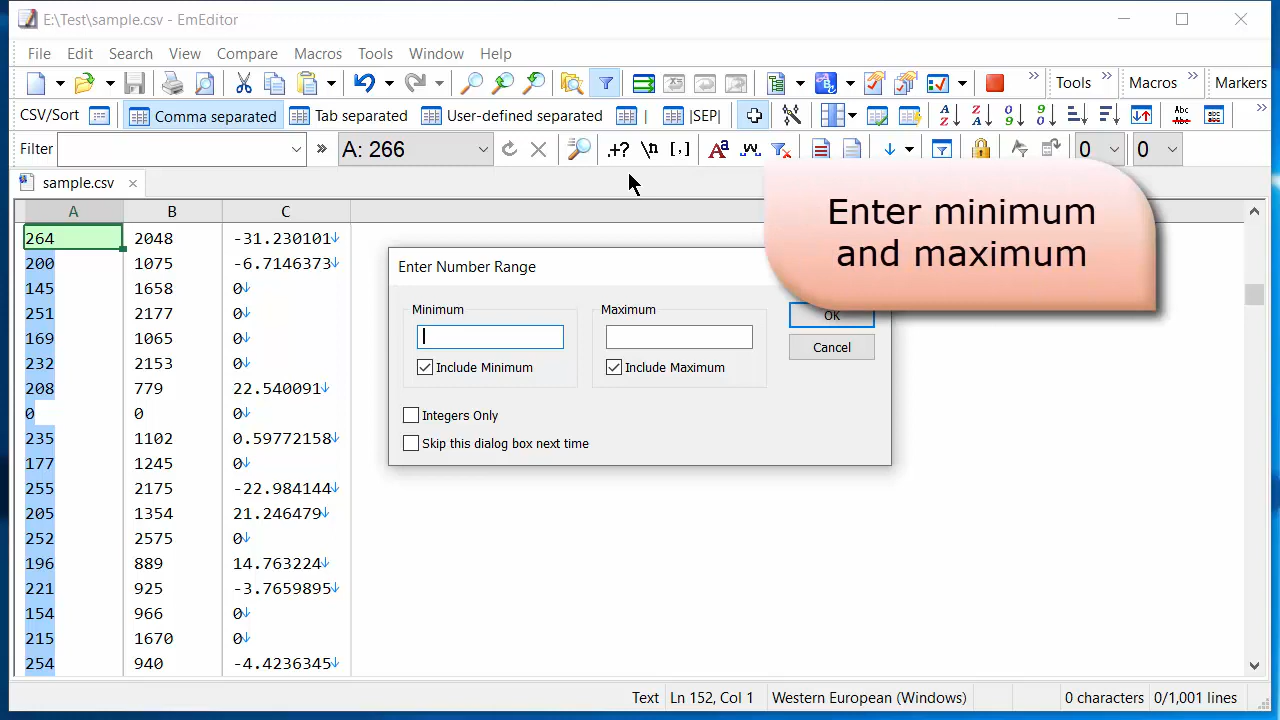 E:\Test\sample.csv - EmEditor
File Edit Search View Compare Macros Tools Window Help
Tools Macros Markers
CSV/Sort Comma separated Tab separated User-defined separated | |SEP|
Filter A: 266 0 0
sample.csv
Enter minimum
and maximum
A B C
264 2048 -31.230101↓
200 1075 -6.7146373↓
145 1658 0↓
251 2177 0↓
169 1065 0↓
232 2153 0↓
208 779 22.540091↓
0 0 0↓
235 1102 0.59772158↓
177 1245 0↓
255 2175 -22.984144↓
205 1354 21.246479↓
252 2575 0↓
196 889 14.763224↓
221 925 -3.7659895↓
154 966 0↓
215 1670 0↓
254 940 -4.4236345↓
Enter Number Range
Minimum Maximum
OK
Include Minimum Include Maximum
Cancel
Integers Only
Skip this dialog box next time
Text Ln 152, Col 1 Western European (Windows) 0 characters 0/1,001 lines